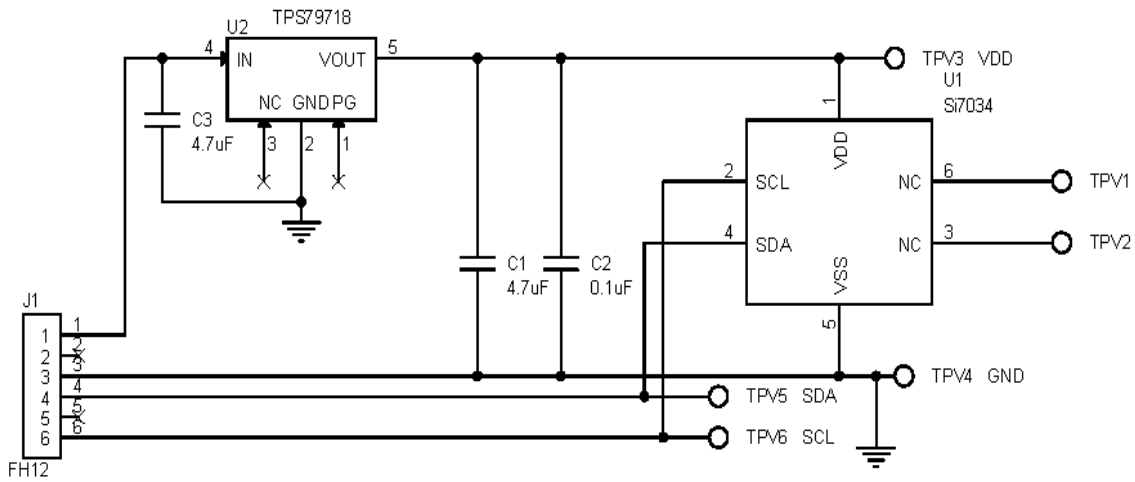 TPS79718
U2
4 IN VOUT 5
NC GND PG
3 2 1
C3
4.7uF
TPV3 VDD
U1
Si7034
1
VDD
2 SCL NC 6 TPV1
4 SDA NC 3 TPV2
VSS
5
C1
4.7uF
C2
0.1uF
J1
1 1
2 2
3 3
4 4
5 5
6 6
FH12
TPV4 GND
TPV5 SDA
TPV6 SCL